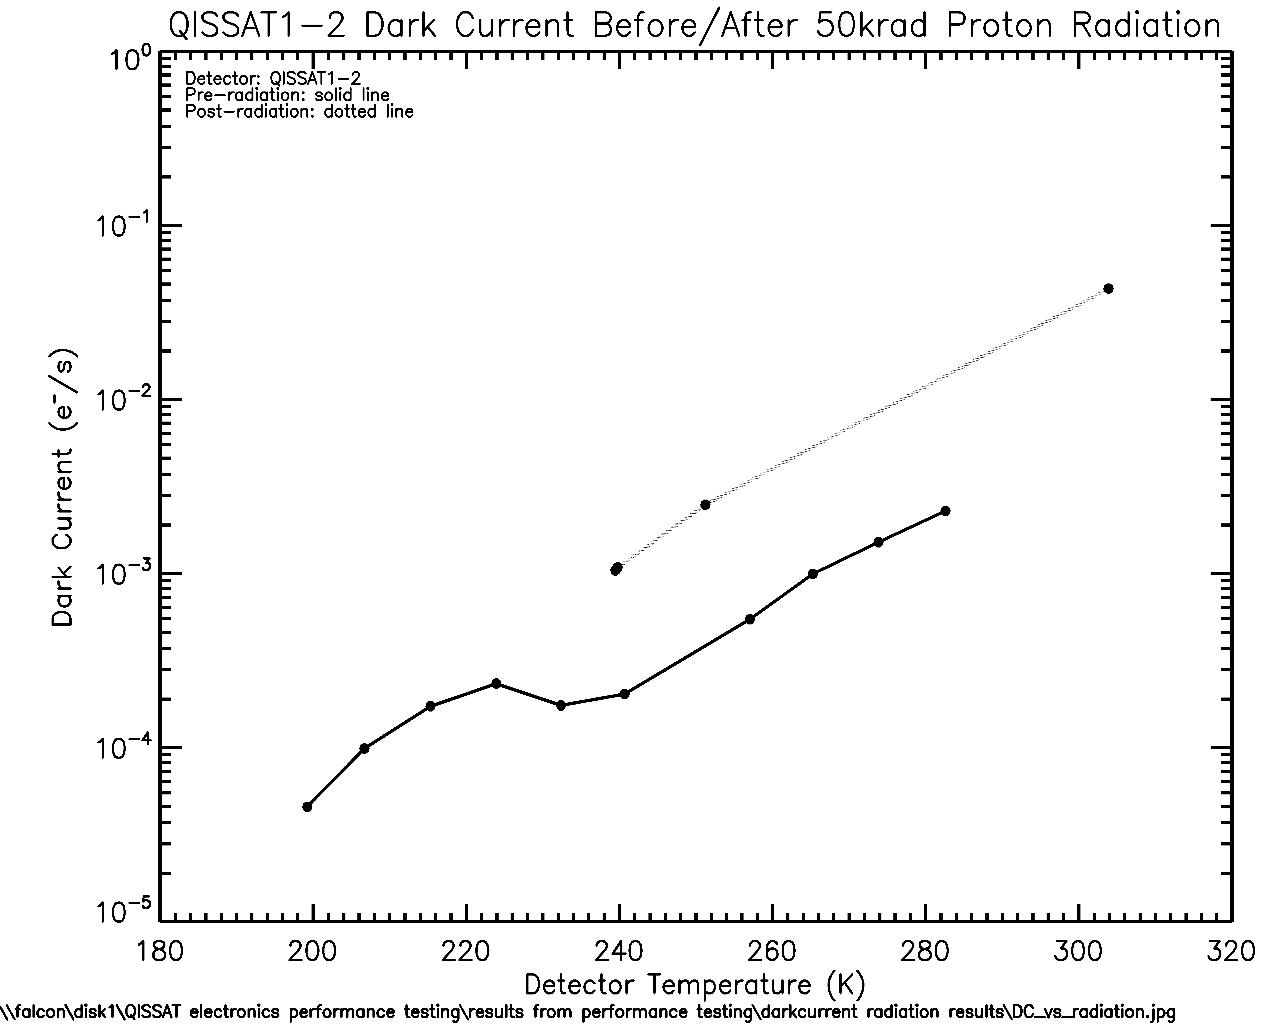 QISSAT1-2 Dark Current Before/After 50krad Proton Radiation
Detector: QISSAT1-2
Pre-radiation: solid line
Post-radiation: dotted line
10⁰
10⁻¹
10⁻²
10⁻³
10⁻⁴
10⁻⁵
Dark Current (e⁻/s)
180 200 220 240 260 280 300 320
Detector Temperature (K)
\\falcon\disk1\QISSAT electronics performance testing\results from performance testing\darkcurrent radiation results\DC_vs_radiation.jpg